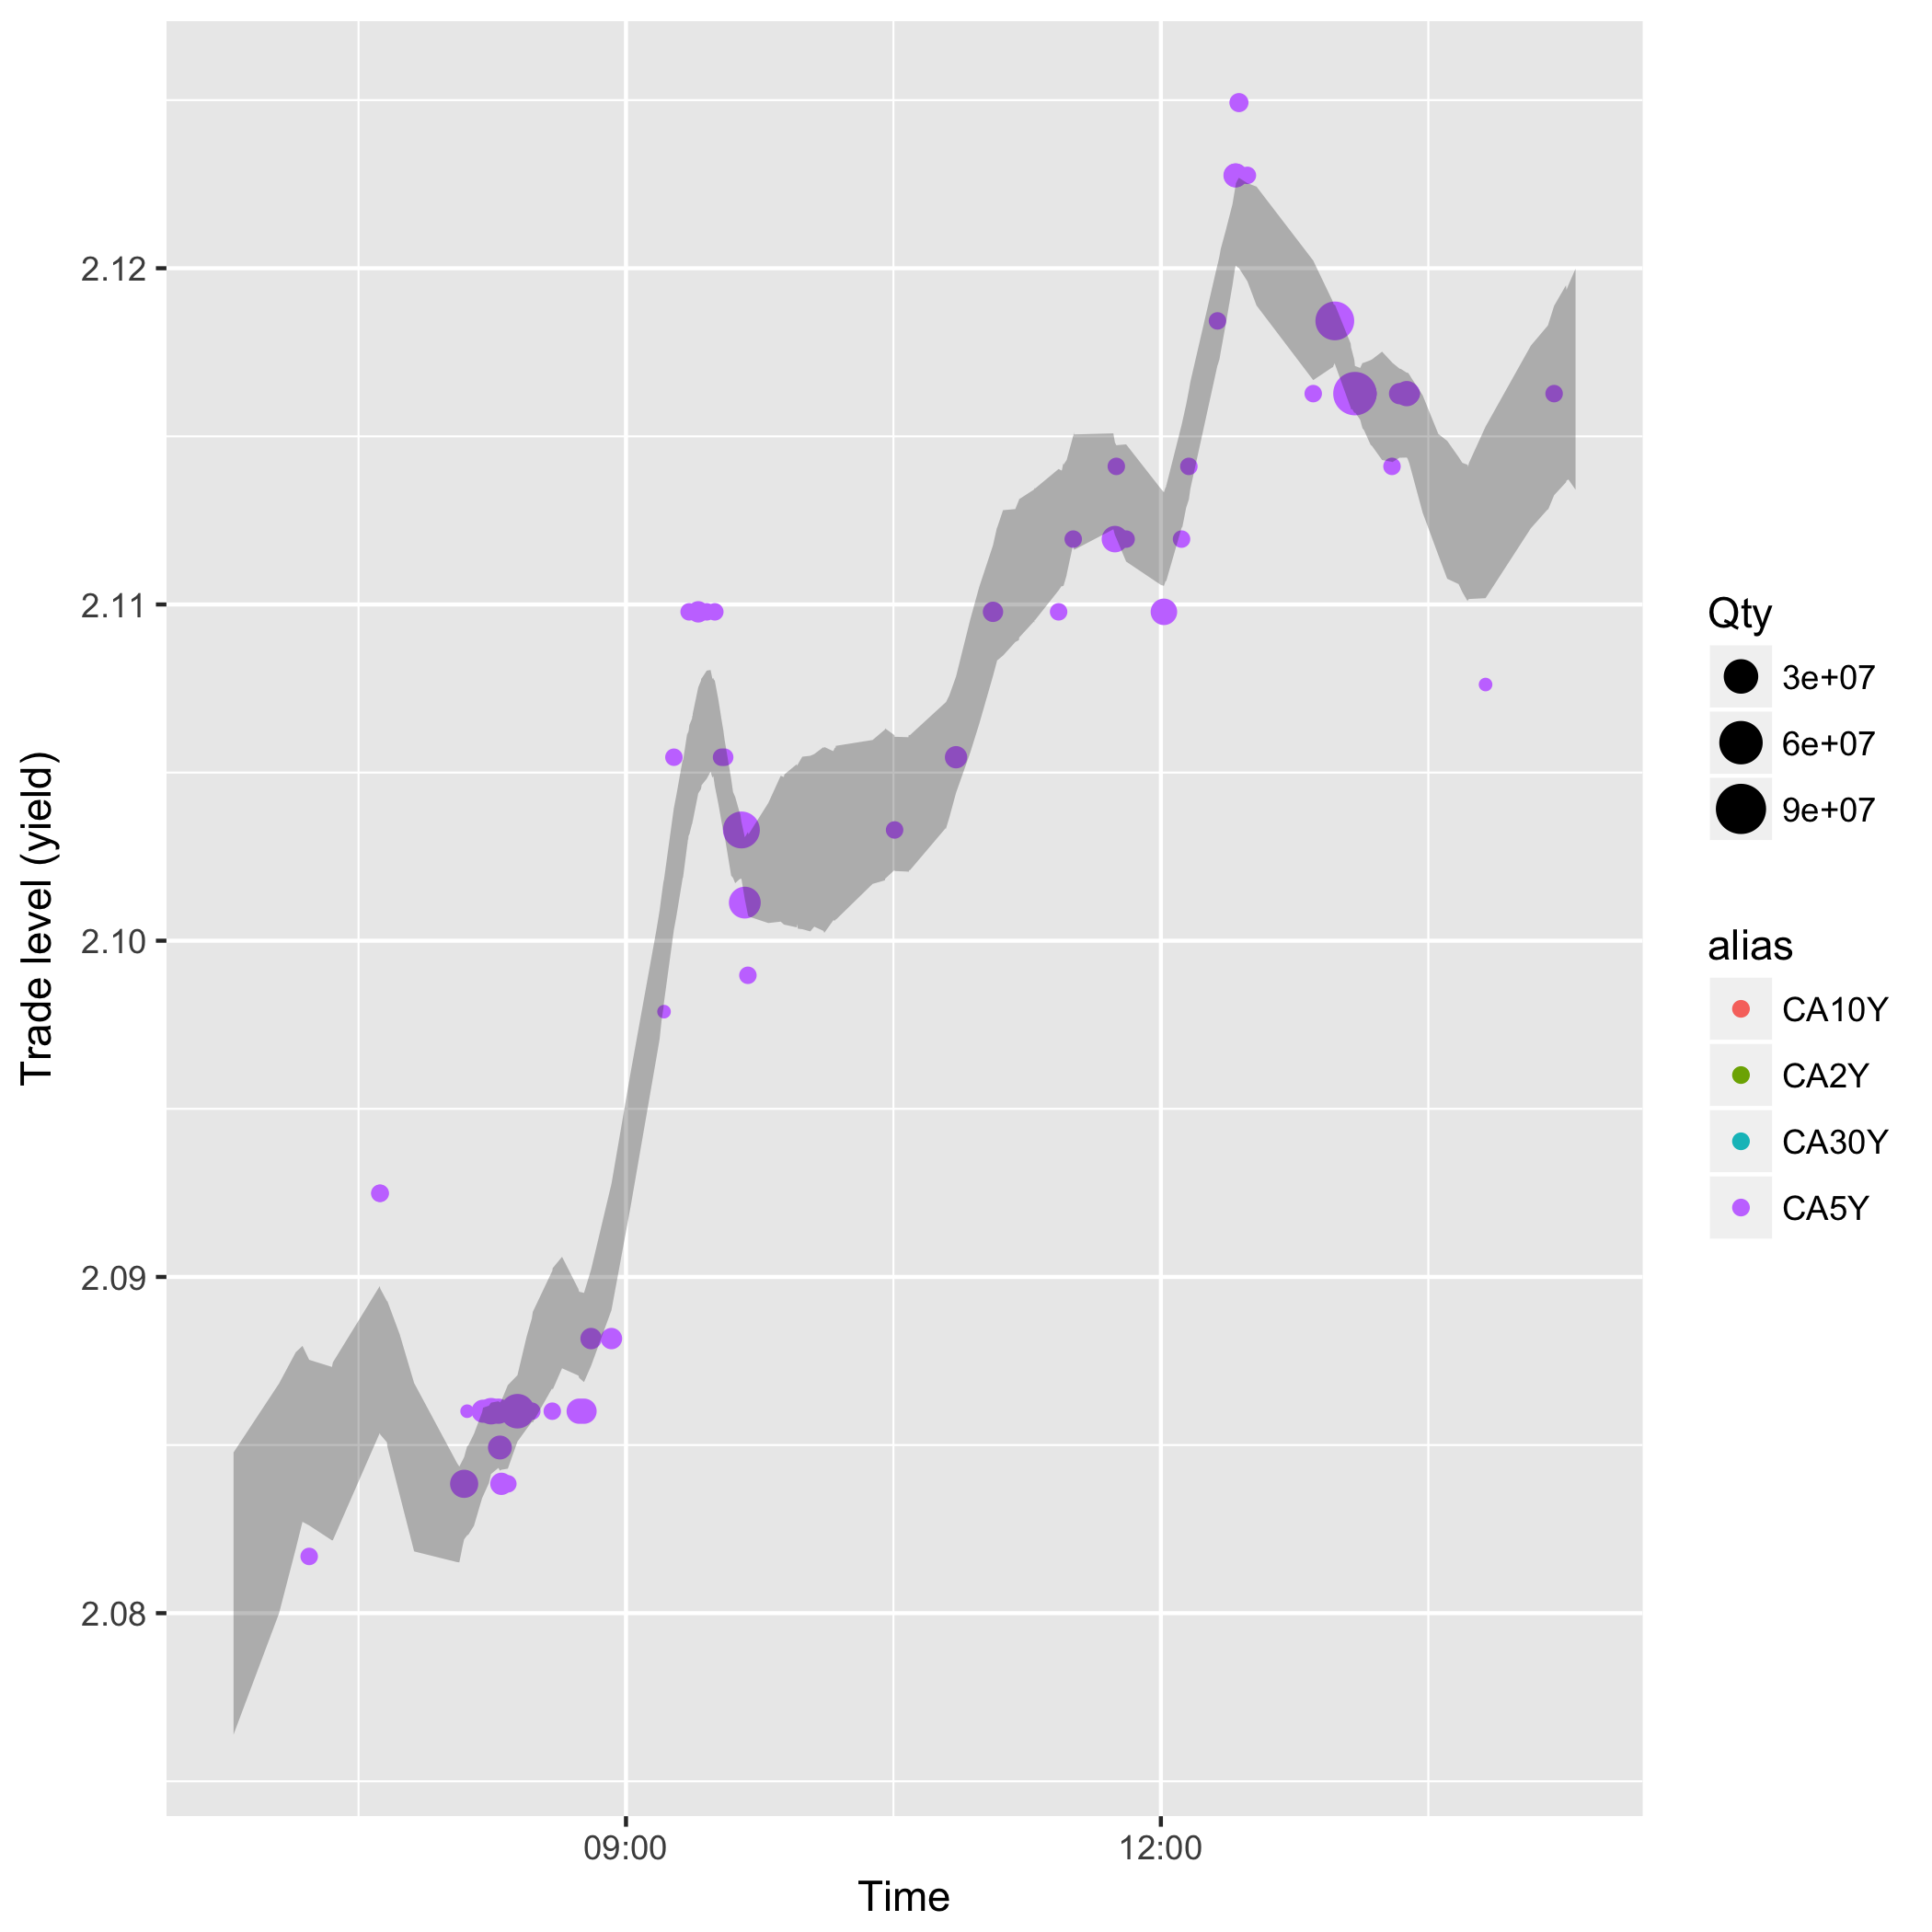 Trade level (yield)
2.12
2.11
2.10
2.09
2.08
09:00
12:00
Time
Qty
3e+07
6e+07
9e+07
alias
CA10Y
CA2Y
CA30Y
CA5Y